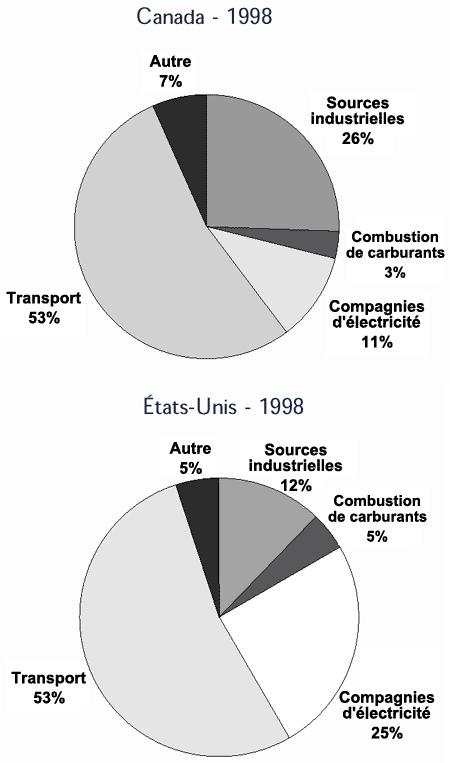 Canada - 1998
Autre
7%
Sources
industrielles
26%
Combustion
de carburants
3%
Compagnies
d'électricité
11%
Transport
53%
États-Unis - 1998
Autre
5%
Sources
industrielles
12%
Combustion
de carburants
5%
Compagnies
d'électricité
25%
Transport
53%